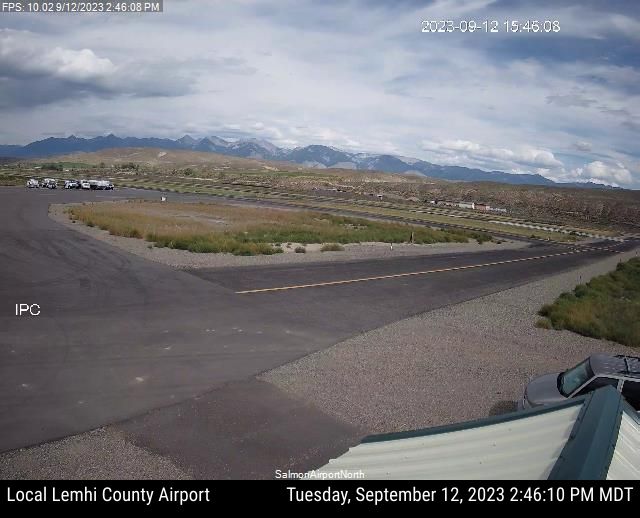 FPS: 10.02 9/12/2023 2:46:08 PM
2023-09-12 15:46:08
IPC
SalmonAirportNorth
Local Lemhi County Airport Tuesday, September 12, 2023 2:46:10 PM MDT